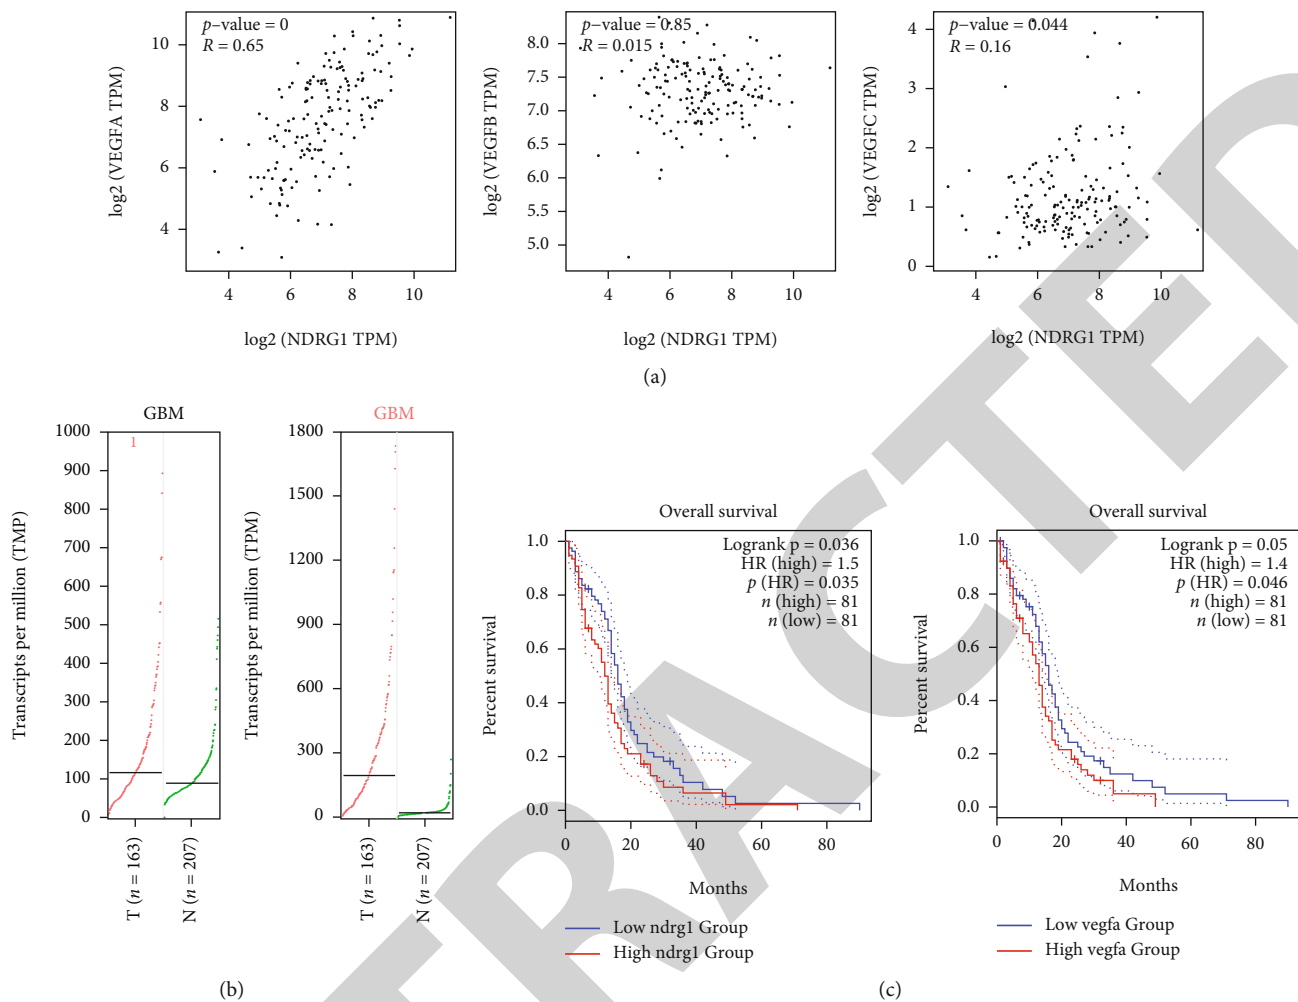 p–value = 0
R = 0.65
10
8
6
4
log2 (VEGFA TPM)
4 6 8 10
log2 (NDRG1 TPM)
p–value = 0.85
R = 0.015
8.0
7.5
7.0
6.5
6.0
5.5
5.0
log2 (VEGFB TPM)
4 6 8 10
log2 (NDRG1 TPM)
p–value = 0.044
R = 0.16
4
3
2
1
0
log2 (VEGFC TPM)
4 6 8 10
log2 (NDRG1 TPM)
(a)
GBM
1
1000
900
800
700
600
500
400
300
200
100
0
Transcripts per million (TMP)
T (n = 163)
N (n = 207)
GBM
1800
1500
1200
900
600
300
0
Transcripts per million (TPM)
T (n = 163)
N (n = 207)
(b)
Overall survival
Logrank p = 0.036
HR (high) = 1.5
p (HR) = 0.035
n (high) = 81
n (low) = 81
1.0
0.8
0.6
0.4
0.2
0.0
Percent survival
0 20 40 60 80
Months
Low ndrg1 Group
High ndrg1 Group
Overall survival
Logrank p = 0.05
HR (high) = 1.4
p (HR) = 0.046
n (high) = 81
n (low) = 81
1.0
0.8
0.6
0.4
0.2
0.0
Percent survival
0 20 40 60 80
Months
Low vegfa Group
High vegfa Group
(c)
TRACTED